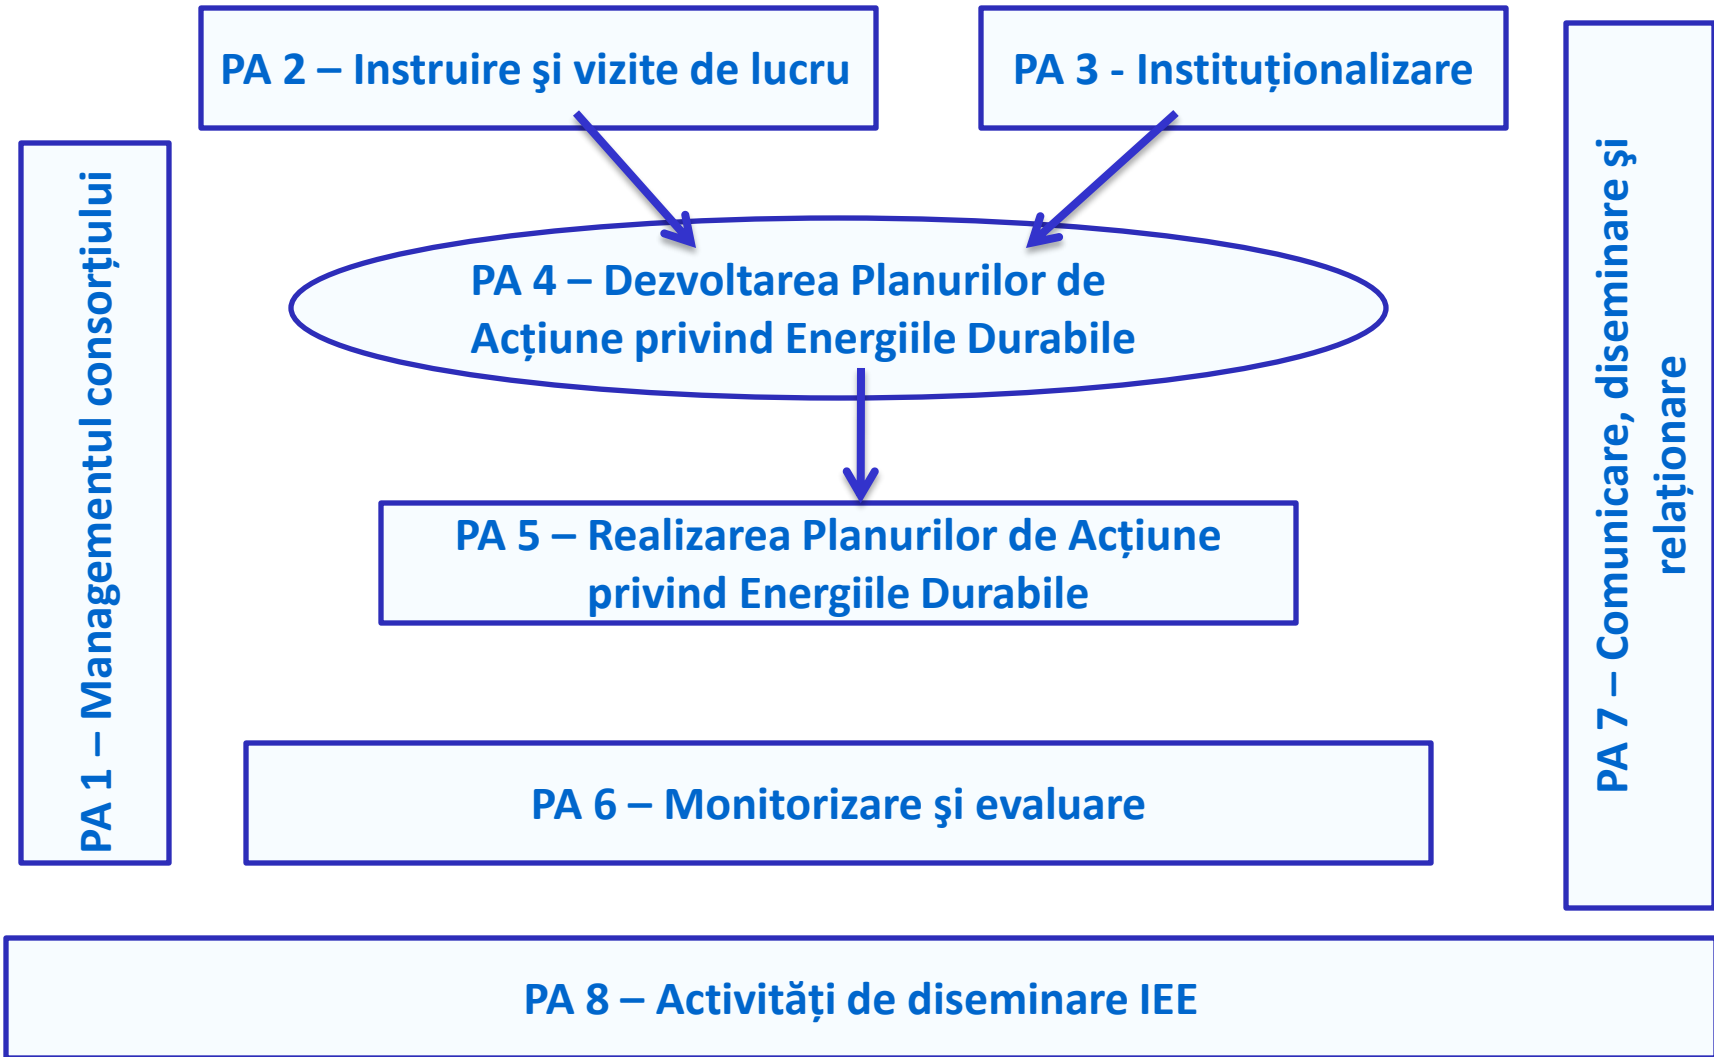 PA 2 – Instruire şi vizite de lucru
PA 3 - Instituționalizare
PA 1 – Managementul consorțiului
PA 4 – Dezvoltarea Planurilor de
Acțiune privind Energiile Durabile
PA 5 – Realizarea Planurilor de Acțiune
privind Energiile Durabile
PA 6 – Monitorizare şi evaluare
PA 7 – Comunicare, diseminare şi
relaționare
PA 8 – Activități de diseminare IEE